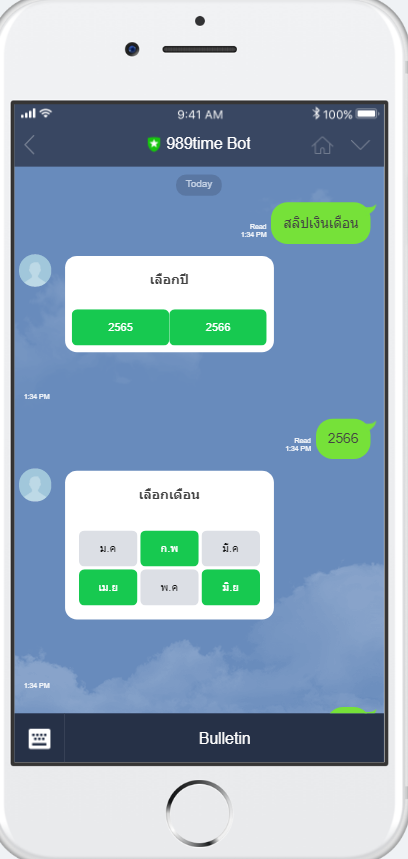 9:41 AM
100%
989time Bot
Today
Read
1:34 PM
สลิปเงินเดือน
เลือกปี
2565 2566
1:34 PM
Read
1:34 PM
2566
เลือกเดือน
ม.ค ก.พ มี.ค
เม.ย พ.ค มิ.ย
1:34 PM
Bulletin